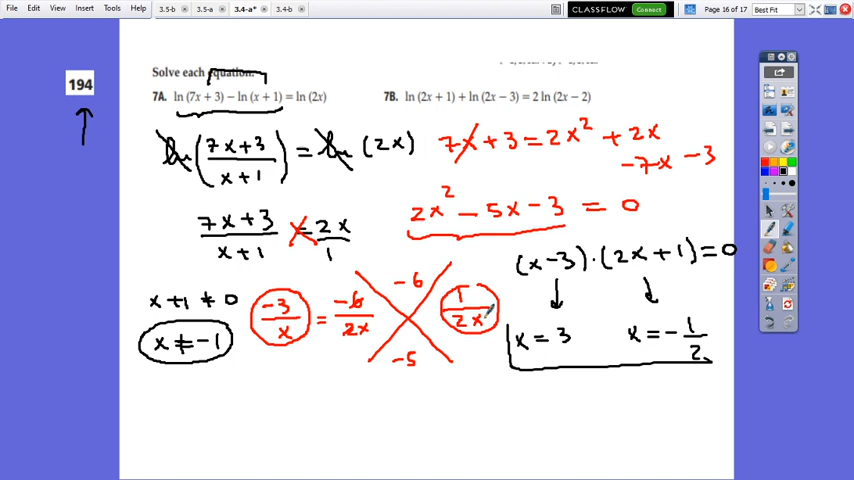 File Edit View Insert Tools Help
3.5-b
3.5-a
3.4-a*
3.4-b
CLASSFLOW
Connect
Page 16 of 17
Best Fit
194
Solve each equation.
7A. ln (7x + 3) − ln (x + 1) = ln (2x)
7B. ln (2x + 1) + ln (2x − 3) = 2 ln (2x − 2)
ln (7x+3 / x+1) = ln (2x)
7x + 3 = 2x² + 2x
−7x −3
2x² − 5x − 3 = 0
7x+3 / x+1 = 2x / 1
(x−3)·(2x+1)=0
x+1 ≠ 0
x ≠ −1
−3 / x = −6 / 2x
−6
−5
1 / 2x
x = 3
x = −1/2